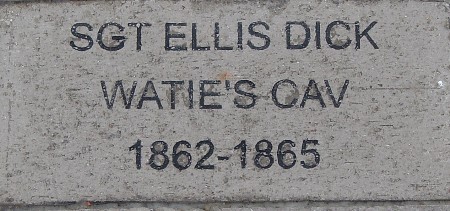 SGT ELLIS DICK
WATIE'S CAV
1862-1865